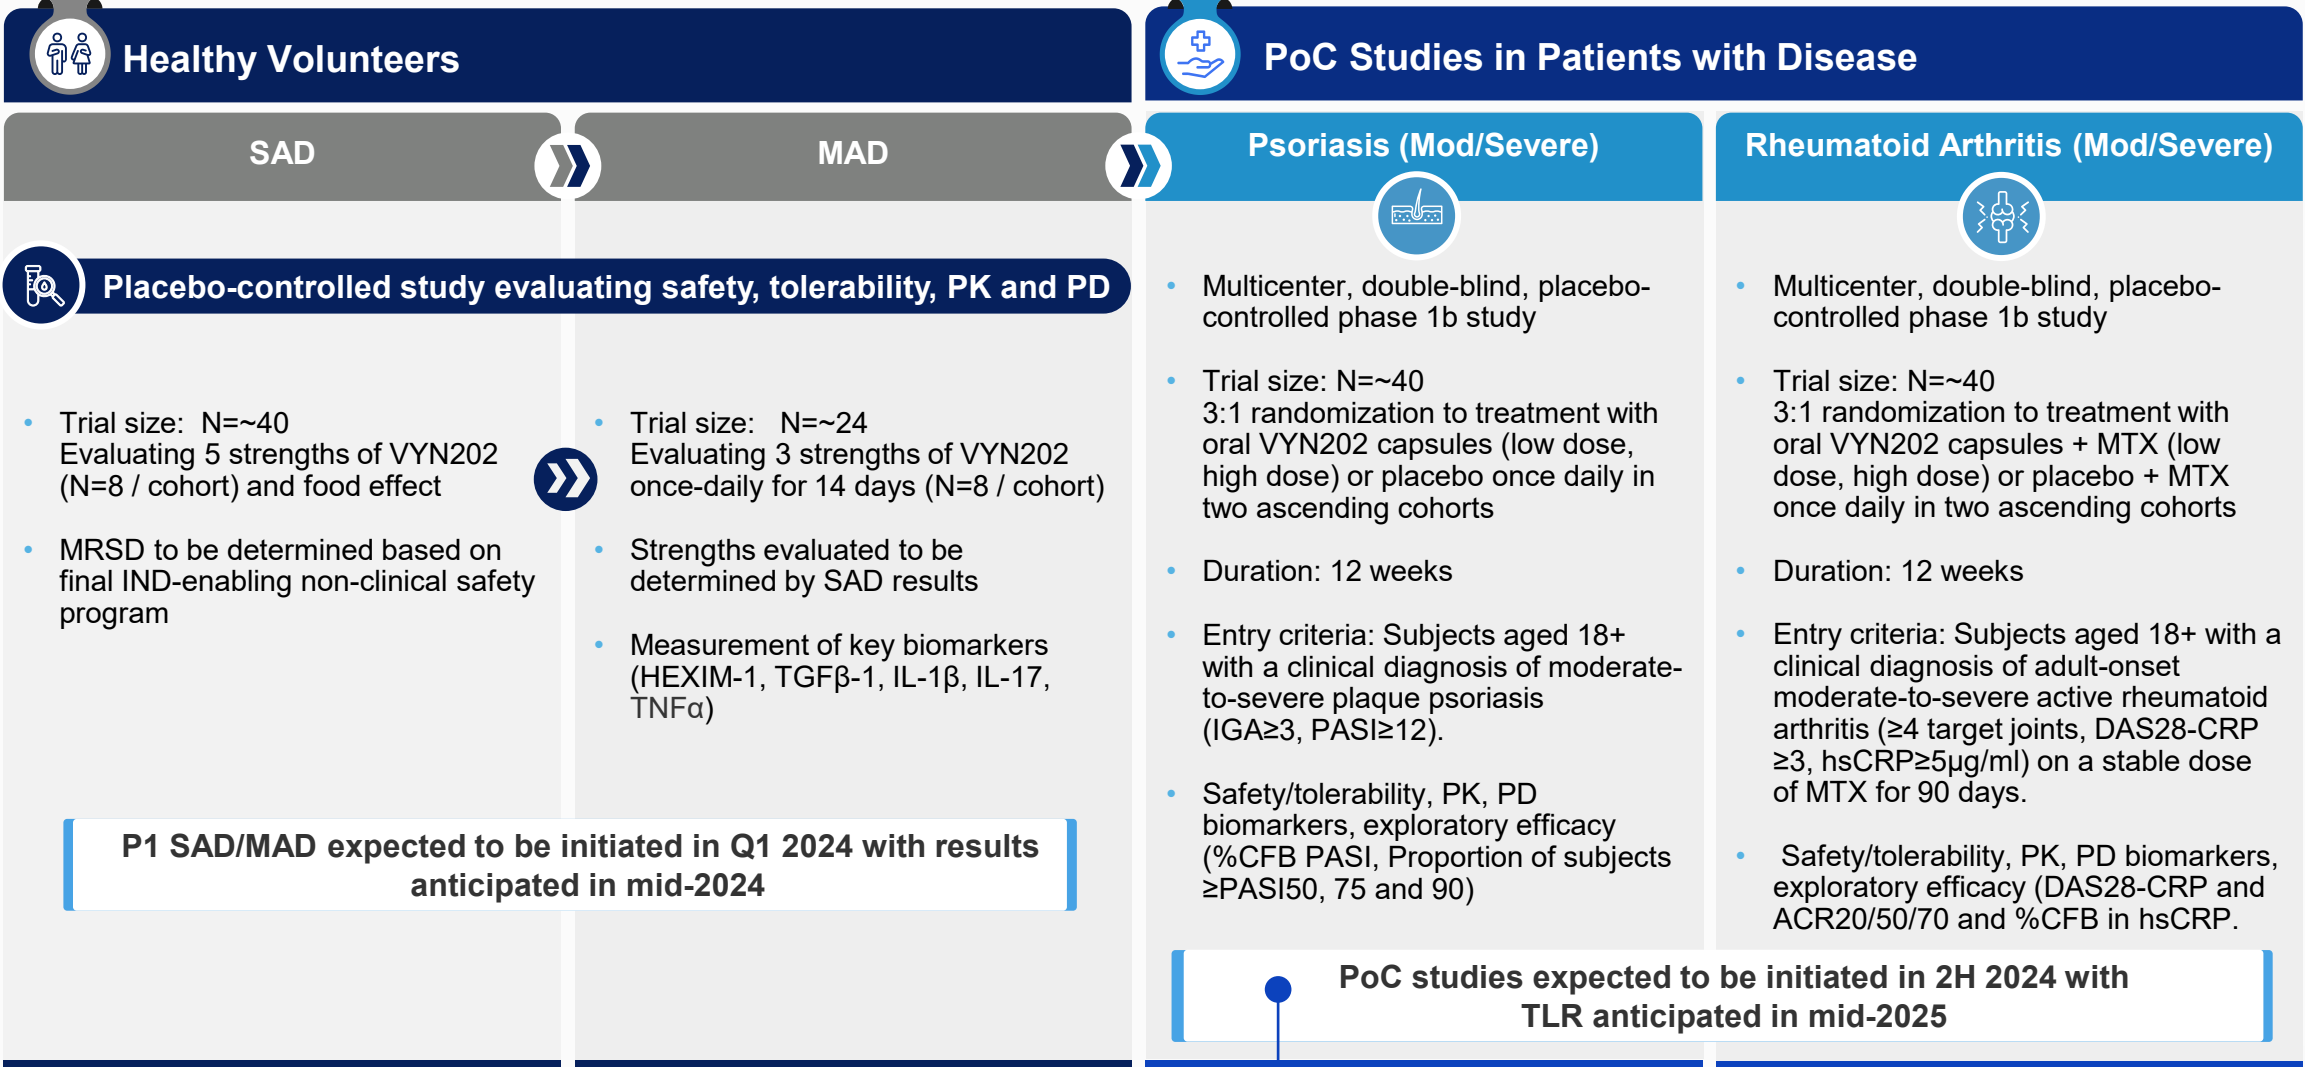 Healthy Volunteers
SAD
MAD
Placebo-controlled study evaluating safety, tolerability, PK and PD
• Trial size:  N=~40
Evaluating 5 strengths of VYN202
(N=8 / cohort) and food effect
• MRSD to be determined based on
final IND-enabling non-clinical safety
program
• Trial size:   N=~24
Evaluating 3 strengths of VYN202
once-daily for 14 days (N=8 / cohort)
• Strengths evaluated to be
determined by SAD results
• Measurement of key biomarkers
(HEXIM-1, TGFβ-1, IL-1β, IL-17,
TNFα)
P1 SAD/MAD expected to be initiated in Q1 2024 with results
anticipated in mid-2024
PoC Studies in Patients with Disease
Psoriasis (Mod/Severe)
• Multicenter, double-blind, placebo-
controlled phase 1b study
• Trial size: N=~40
3:1 randomization to treatment with
oral VYN202 capsules (low dose,
high dose) or placebo once daily in
two ascending cohorts
• Duration: 12 weeks
• Entry criteria: Subjects aged 18+
with a clinical diagnosis of moderate-
to-severe plaque psoriasis
(IGA≥3, PASI≥12).
• Safety/tolerability, PK, PD
biomarkers, exploratory efficacy
(%CFB PASI, Proportion of subjects
≥PASI50, 75 and 90)
Rheumatoid Arthritis (Mod/Severe)
• Multicenter, double-blind, placebo-
controlled phase 1b study
• Trial size: N=~40
3:1 randomization to treatment with
oral VYN202 capsules + MTX (low
dose, high dose) or placebo + MTX
once daily in two ascending cohorts
• Duration: 12 weeks
• Entry criteria: Subjects aged 18+ with a
clinical diagnosis of adult-onset
moderate-to-severe active rheumatoid
arthritis (≥4 target joints, DAS28-CRP
≥3, hsCRP≥5μg/ml) on a stable dose
of MTX for 90 days.
• Safety/tolerability, PK, PD biomarkers,
exploratory efficacy (DAS28-CRP and
ACR20/50/70 and %CFB in hsCRP.
PoC studies expected to be initiated in 2H 2024 with
TLR anticipated in mid-2025